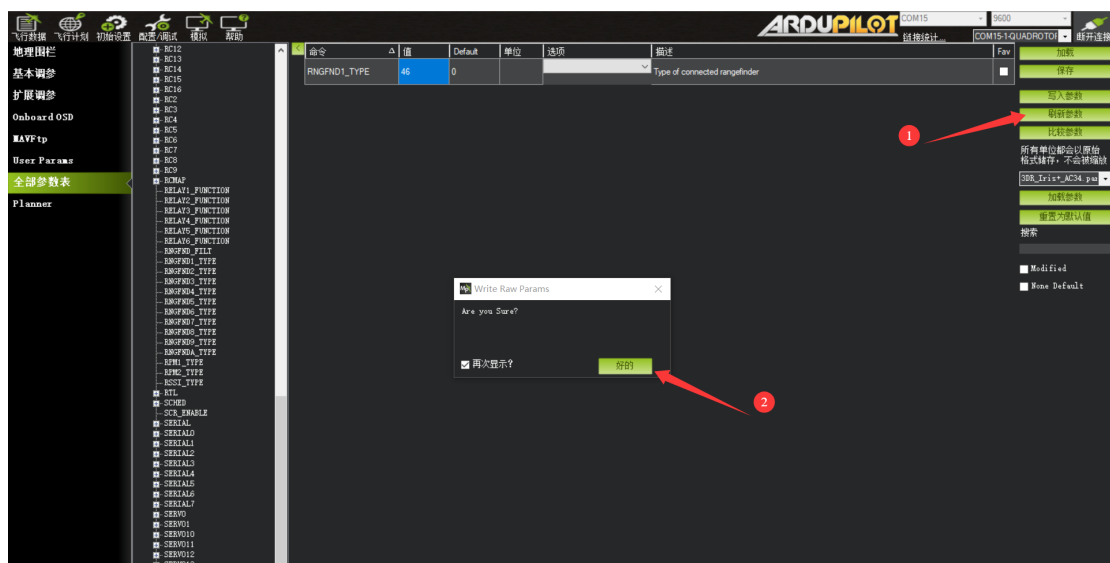 飞行数据 飞行计划 初始设置 配置/调试 模拟 帮助
ARDUPILOT
COM15 9600
链接统计... COM15-1-QUADROTOR 断开连接
地理围栏
基本调参
扩展调参
Onboard OSD
MAVFtp
User Params
全部参数表
Planner
RC12
RC13
RC14
RC15
RC16
RC2
RC3
RC4
RC5
RC6
RC7
RC8
RC9
RCMAP
RELAY1_FUNCTION
RELAY2_FUNCTION
RELAY3_FUNCTION
RELAY4_FUNCTION
RELAY5_FUNCTION
RELAY6_FUNCTION
RNGFND_FILT
RNGFND1_TYPE
RNGFND2_TYPE
RNGFND3_TYPE
RNGFND4_TYPE
RNGFND5_TYPE
RNGFND6_TYPE
RNGFND7_TYPE
RNGFND8_TYPE
RNGFND9_TYPE
RNGFNDA_TYPE
RPM1_TYPE
RPM2_TYPE
RSSI_TYPE
RTL
SCHED
SCR_ENABLE
SERIAL
SERIAL0
SERIAL1
SERIAL2
SERIAL3
SERIAL4
SERIAL5
SERIAL6
SERIAL7
SERVO
SERVO1
SERVO10
SERVO11
SERVO12
命令 值 Default 单位 选项 描述 Fav
RNGFND1_TYPE 46 0 Type of connected rangefinder
Write Raw Params
Are you Sure?
再次显示?
好的
1
2
加载
保存
写入参数
刷新参数
比较参数
所有单位都会以原始
格式储存，不会被缩放
3DR_Iris+_AC34.par
加载参数
重置为默认值
搜索
Modified
None Default